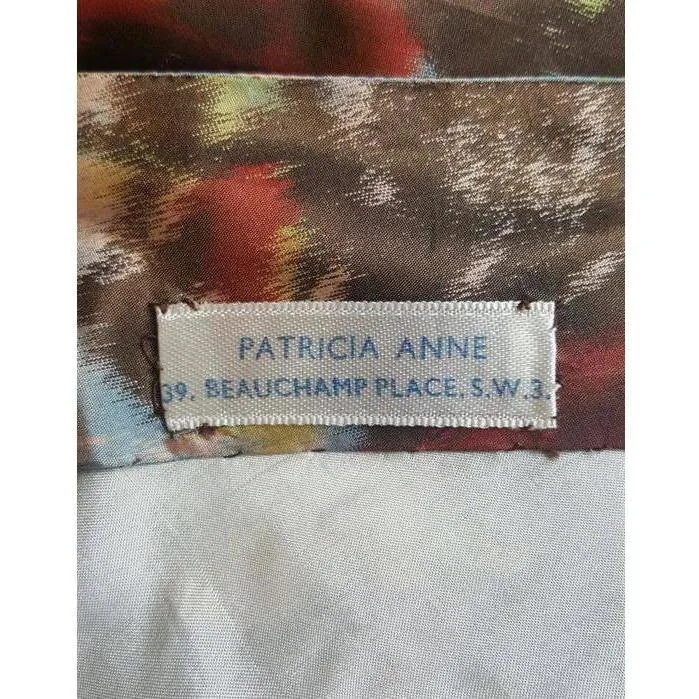 PATRICIA ANNE
39. BEAUCHAMP PLACE. S.W.3.